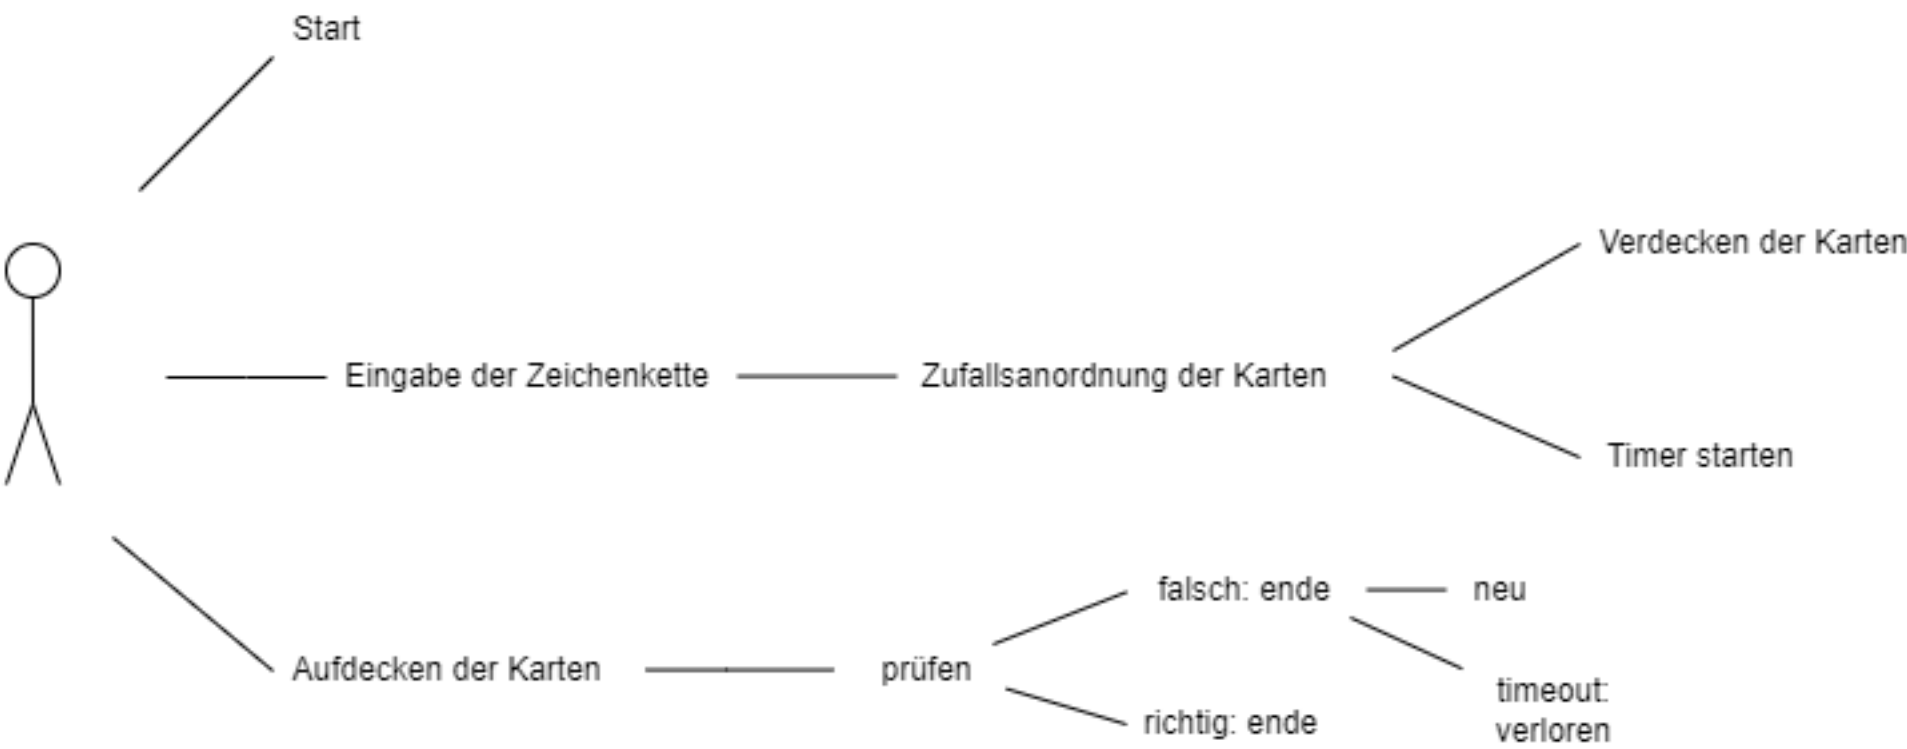 Start
Verdecken der Karten
Eingabe der Zeichenkette
Zufallsanordnung der Karten
Timer starten
falsch: ende
neu
Aufdecken der Karten
prüfen
timeout:
verloren
richtig: ende